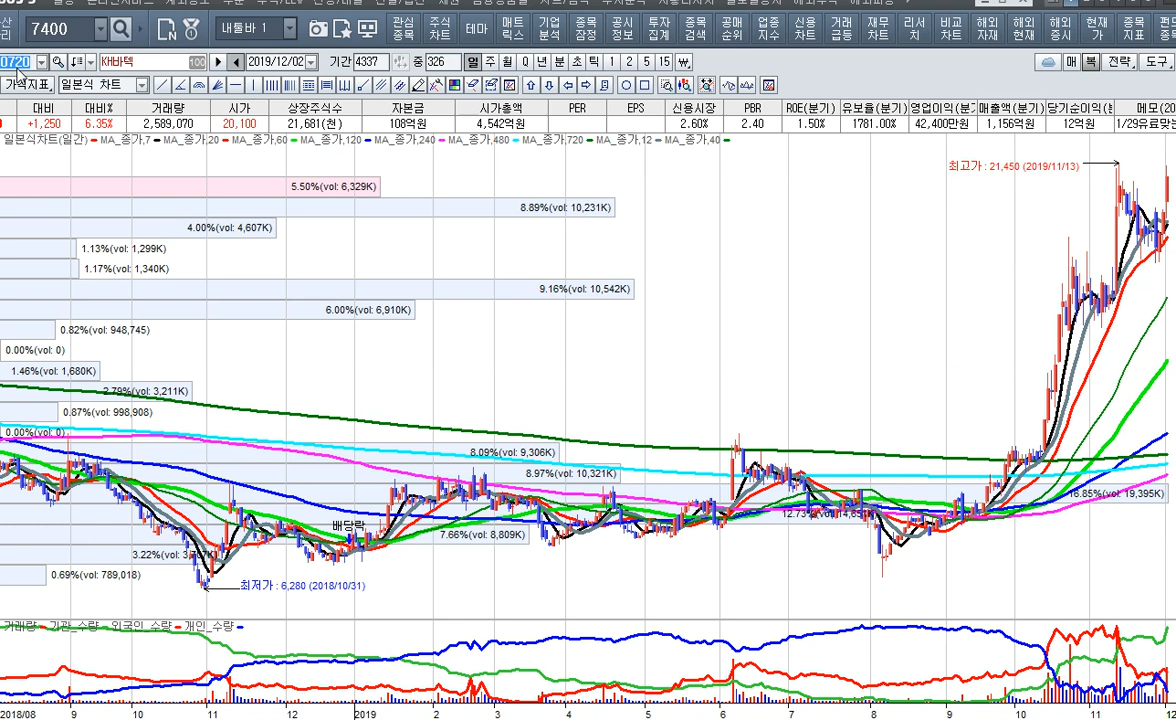 7400 내툴바 1 관심종목 주식차트 테마 매트릭스 기업분석 종목잠정 공시정보 투자집계 종목검색 공매순위 업종지수 신용차트 거래급등 재무차트 리서치 비교차트 해외자재 해외현재 해외증시 현재가 종목지표
0720 KH바텍 100 2019/12/02 기간 4337 중 326 일 주 월 Q 년 분 초 틱 1 2 5 15 매 복 전략 도구
가격지표 일본식 차트
대비 대비% 거래량 시가 상장주식수 자본금 시가총액 PER EPS 신용시장 PBR ROE(분기) 유보율(분기) 영업이익(분기 매출액(분기) 당기순이익(분 메모(20
+1,250 6.35% 2,589,070 20,100 21,681(천) 108억원 4,542억원 2.60% 2.40 1.50% 1781.00% 42,400만원 1,156억원 12억원 1/29유료맞는
일본식차트(일간) MA_종가,7 MA_종가,20 MA_종가,60 MA_종가,120 MA_종가,240 MA_종가,480 MA_종가,720 MA_종가,12 MA_종가,40
최고가 : 21,450 (2019/11/13)
5.50%(vol: 6,329K)
8.89%(vol: 10,231K)
4.00%(vol: 4,607K)
1.13%(vol: 1,299K)
1.17%(vol: 1,340K)
9.16%(vol: 10,542K)
6.00%(vol: 6,910K)
0.82%(vol: 948,745)
0.00%(vol: 0)
1.46%(vol: 1,680K)
2.79%(vol: 3,211K)
0.87%(vol: 998,908)
0.00%(vol: 0)
8.09%(vol: 9,306K)
8.97%(vol: 10,321K)
16.85%(vol: 19,395K)
배당락
7.66%(vol: 8,809K)
0.69%(vol: 789,018)
최저가 : 6,280 (2018/10/31)
거래량 기관_수량 외국인_수량 개인_수량
2018/08 9 10 11 12 2019 2 3 4 5 6 7 8 9 10 11 12